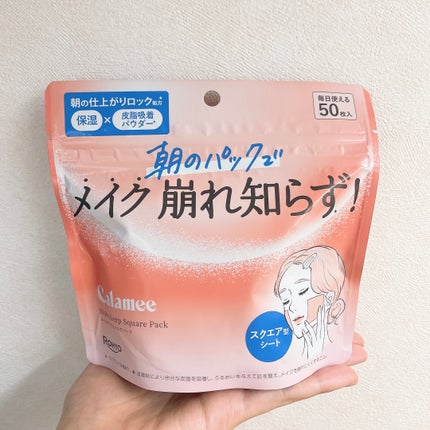 朝の仕上がりロック処方
保湿 × 皮脂吸着パウダー*
毎日使える
50枚入
朝のパックで
メイク崩れ知らず!
Calamee
Square Pack
スクエア型
シート